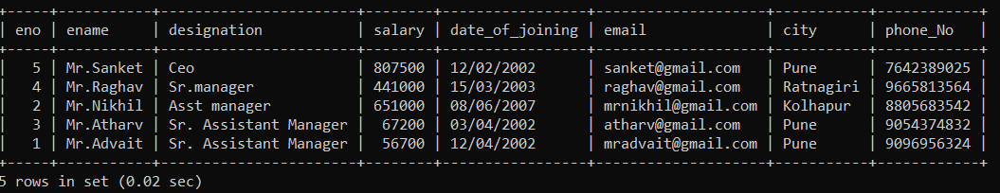 +-----+-----------+-----------------------+--------+-----------------+--------------------+-----------+------------+
| eno | ename     | designation           | salary | date_of_joining | email              | city      | phone_No   |
+-----+-----------+-----------------------+--------+-----------------+--------------------+-----------+------------+
|   5 | Mr.Sanket | Ceo                   | 807500 | 12/02/2002      | sanket@gmail.com   | Pune      | 7642389025 |
|   4 | Mr.Raghav | Sr.manager            | 441000 | 15/03/2003      | raghav@gmail.com   | Ratnagiri | 9665813564 |
|   2 | Mr.Nikhil | Asst manager          | 651000 | 08/06/2007      | mrnikhil@gmail.com | Kolhapur  | 8805683542 |
|   3 | Mr.Atharv | Sr. Assistant Manager |  67200 | 03/04/2002      | atharv@gmail.com   | Pune      | 9054374832 |
|   1 | Mr.Advait | Sr. Assistant Manager |  56700 | 12/04/2002      | mradvait@gmail.com | Pune      | 9096956324 |
+-----+-----------+-----------------------+--------+-----------------+--------------------+-----------+------------+
5 rows in set (0.02 sec)